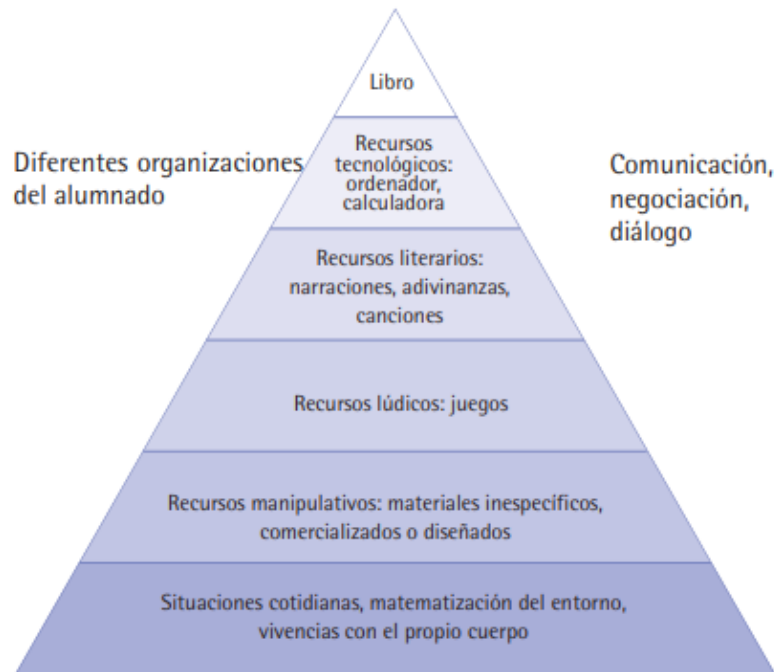 Libro
Recursos
tecnológicos:
ordenador,
calculadora
Diferentes organizaciones
del alumnado
Comunicación,
negociación,
diálogo
Recursos literarios:
narraciones, adivinanzas,
canciones
Recursos lúdicos: juegos
Recursos manipulativos: materiales inespecíficos,
comercializados o diseñados
Situaciones cotidianas, matematización del entorno,
vivencias con el propio cuerpo